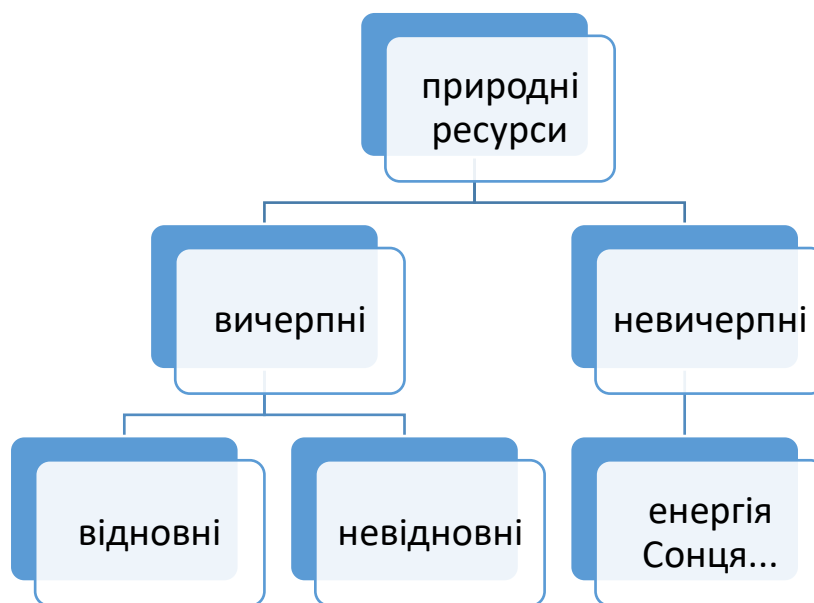 природні
ресурси
вичерпні
невичерпні
відновні
невідновні
енергія
Сонця...